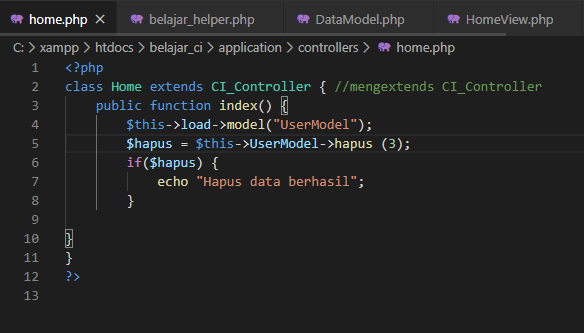 home.php × belajar_helper.php DataModel.php HomeView.php
C: > xampp > htdocs > belajar_ci > application > controllers > home.php
1 <?php
2 class Home extends CI_Controller { //mengextends CI_Controller
3 public function index() {
4 $this->load->model("UserModel");
5 $hapus = $this->UserModel->hapus (3);
6 if($hapus) {
7 echo "Hapus data berhasil";
8 }
9
10 }
11 }
12 ?>
13